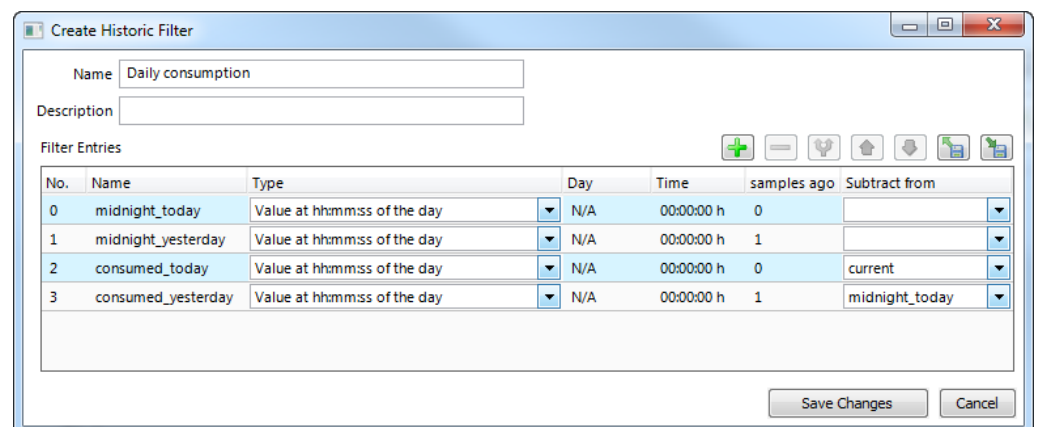 Create Historic Filter
Name Daily consumption
Description
Filter Entries
No. Name Type Day Time samples ago Subtract from
0 midnight_today Value at hh:mm:ss of the day N/A 00:00:00 h 0
1 midnight_yesterday Value at hh:mm:ss of the day N/A 00:00:00 h 1
2 consumed_today Value at hh:mm:ss of the day N/A 00:00:00 h 0 current
3 consumed_yesterday Value at hh:mm:ss of the day N/A 00:00:00 h 1 midnight_today
Save Changes Cancel